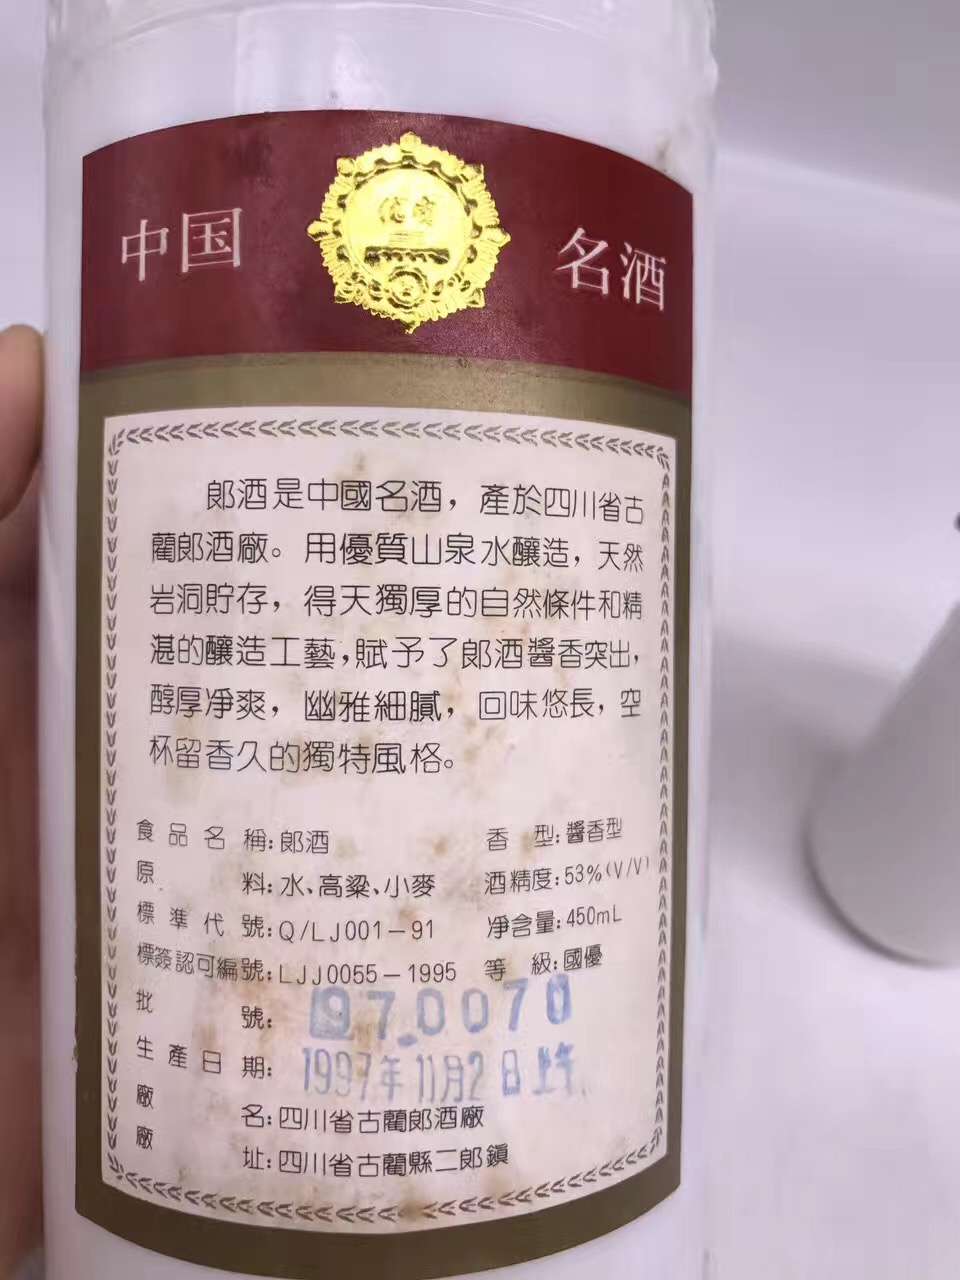 中国
名酒
郎酒是中國名酒，產於四川省古
藺郎酒廠。用優質山泉水釀造，天然
岩洞貯存，得天獨厚的自然條件和精
湛的釀造工藝，賦予了郎酒醬香突出，
醇厚净爽，幽雅細膩，回味悠長，空
杯留香久的獨特風格。
食品名稱：郎酒 香型：醬香型
原料：水、高粱、小麥 酒精度：53%(V/V)
標準代號：Q/LJ001-91 净含量：450mL
標簽認可編號：LJJ0055-1995 等級：國優
批號：97.0070
生產日期：1997年11月2日上午
廠名：四川省古藺郎酒廠
廠址：四川省古藺縣二郎鎮